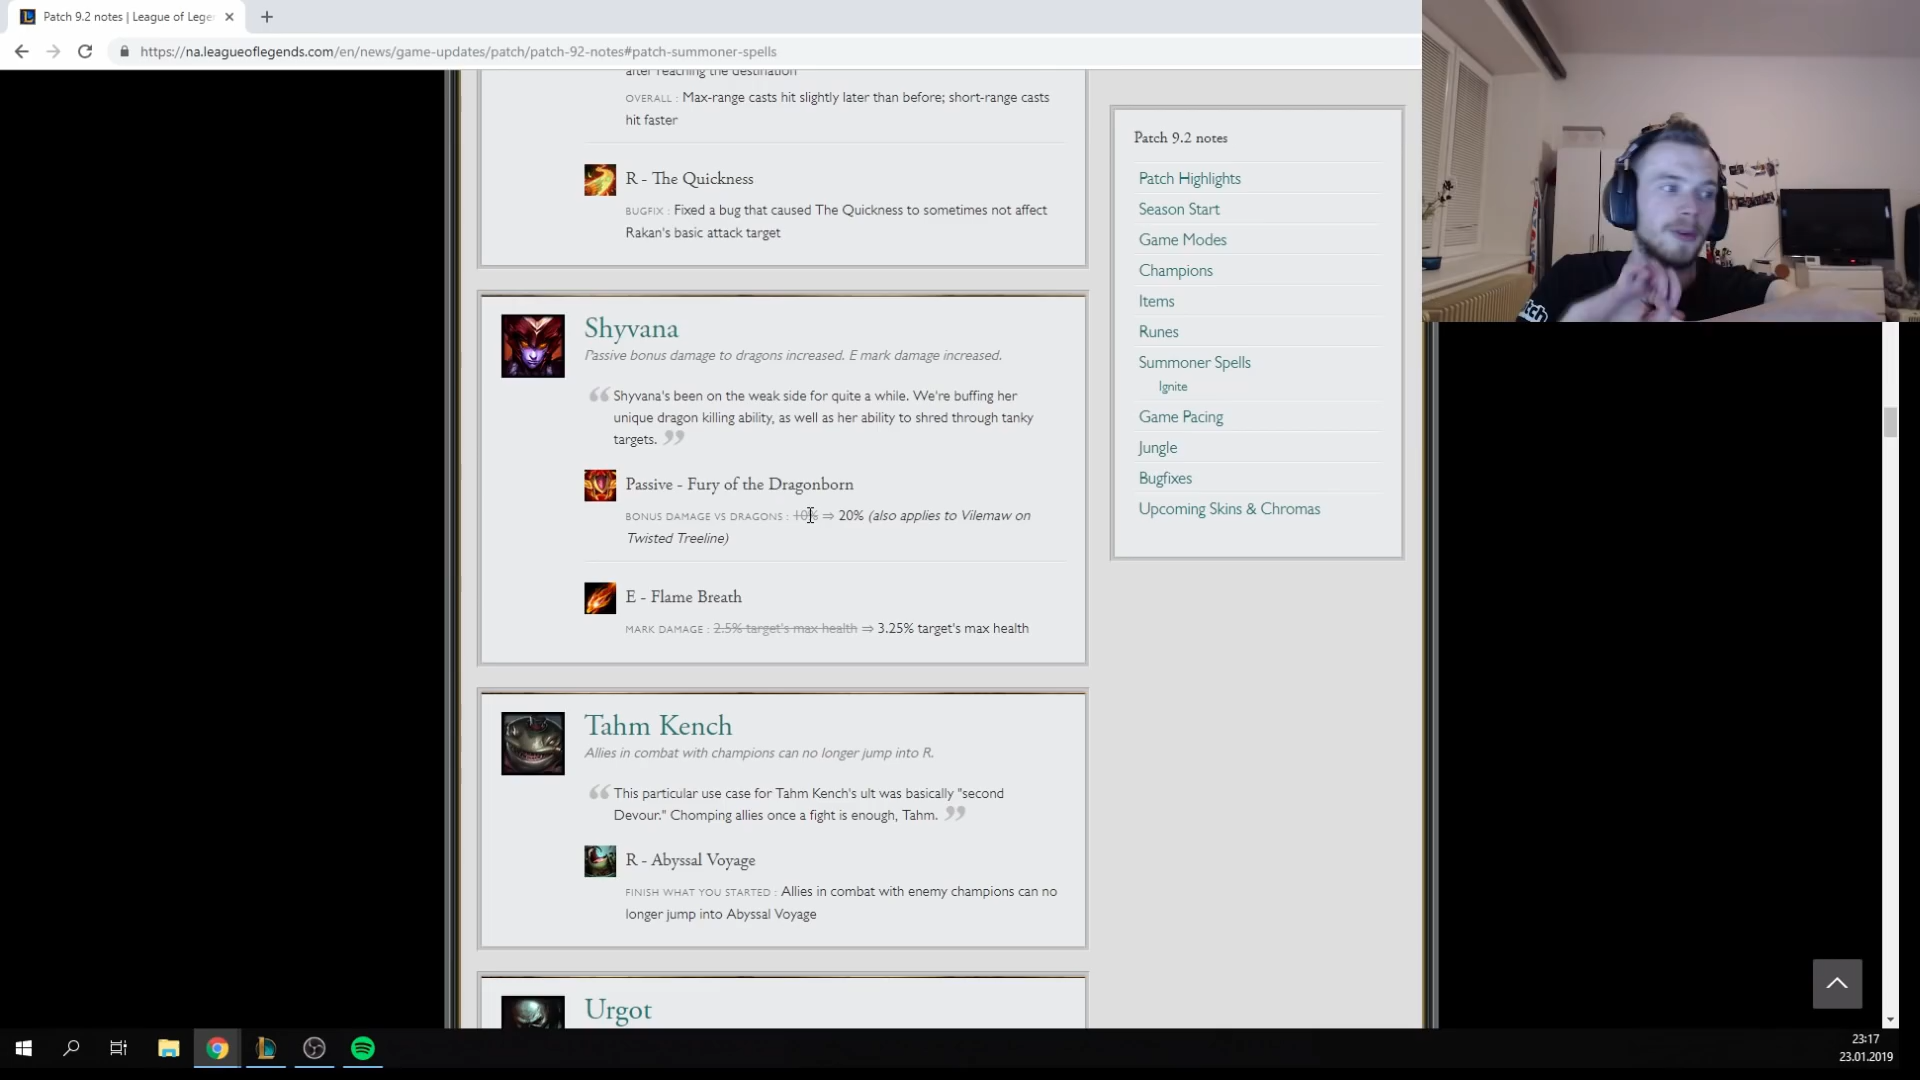 Patch 9.2 notes | League of Lege
https://na.leagueoflegends.com/en/news/game-updates/patch/patch-92-notes#patch-summoner-spells
after reaching the destination
OVERALL : Max-range casts hit slightly later than before; short-range casts
hit faster
R - The Quickness
BUGFIX : Fixed a bug that caused The Quickness to sometimes not affect
Rakan's basic attack target
Shyvana
Passive bonus damage to dragons increased. E mark damage increased.
Shyvana's been on the weak side for quite a while. We're buffing her
unique dragon killing ability, as well as her ability to shred through tanky
targets.
Passive - Fury of the Dragonborn
BONUS DAMAGE VS DRAGONS : 10% ⇒ 20% (also applies to Vilemaw on
Twisted Treeline)
E - Flame Breath
MARK DAMAGE : 2.5% target's max health ⇒ 3.25% target's max health
Tahm Kench
Allies in combat with champions can no longer jump into R.
This particular use case for Tahm Kench's ult was basically "second
Devour." Chomping allies once a fight is enough, Tahm.
R - Abyssal Voyage
FINISH WHAT YOU STARTED : Allies in combat with enemy champions can no
longer jump into Abyssal Voyage
Urgot
Patch 9.2 notes
Patch Highlights
Season Start
Game Modes
Champions
Items
Runes
Summoner Spells
Ignite
Game Pacing
Jungle
Bugfixes
Upcoming Skins & Chromas
23:17
23.01.2019